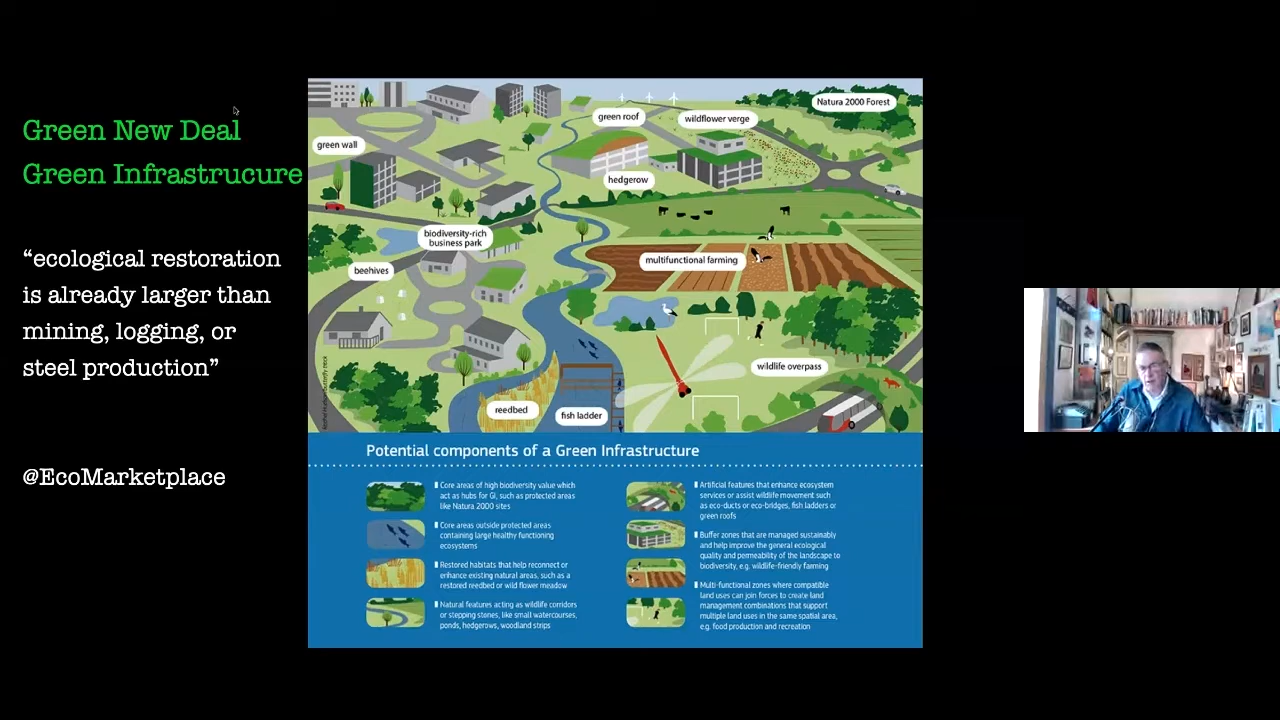 Green New Deal
Green Infrastrucure
“ecological restoration
is already larger than
mining, logging, or
steel production”
@EcoMarketplace
Natura 2000 Forest
green roof
wildflower verge
green wall
hedgerow
biodiversity-rich
business park
multifunctional farming
beehives
wildlife overpass
reedbed
fish ladder
Potential components of a Green Infrastructure
Core areas of high biodiversity value which
act as hubs for GI, such as protected areas
like Natura 2000 sites
Core areas outside protected areas
containing large healthy functioning
ecosystems
Restored habitats that help reconnect or
enhance existing natural areas, such as a
restored reedbed or wild flower meadow
Natural features acting as wildlife corridors
or stepping stones, like small watercourses,
ponds, hedgerows, woodland strips
Artificial features that enhance ecosystem
services or assist wildlife movement such
as eco-ducts or eco-bridges, fish ladders or
green roofs
Buffer zones that are managed sustainably
and help improve the general ecological
quality and permeability of the landscape to
biodiversity, e.g. wildlife-friendly farming
Multi-functional zones where compatible
land uses can join forces to create land
management combinations that support
multiple land uses in the same spatial area,
e.g. food production and recreation